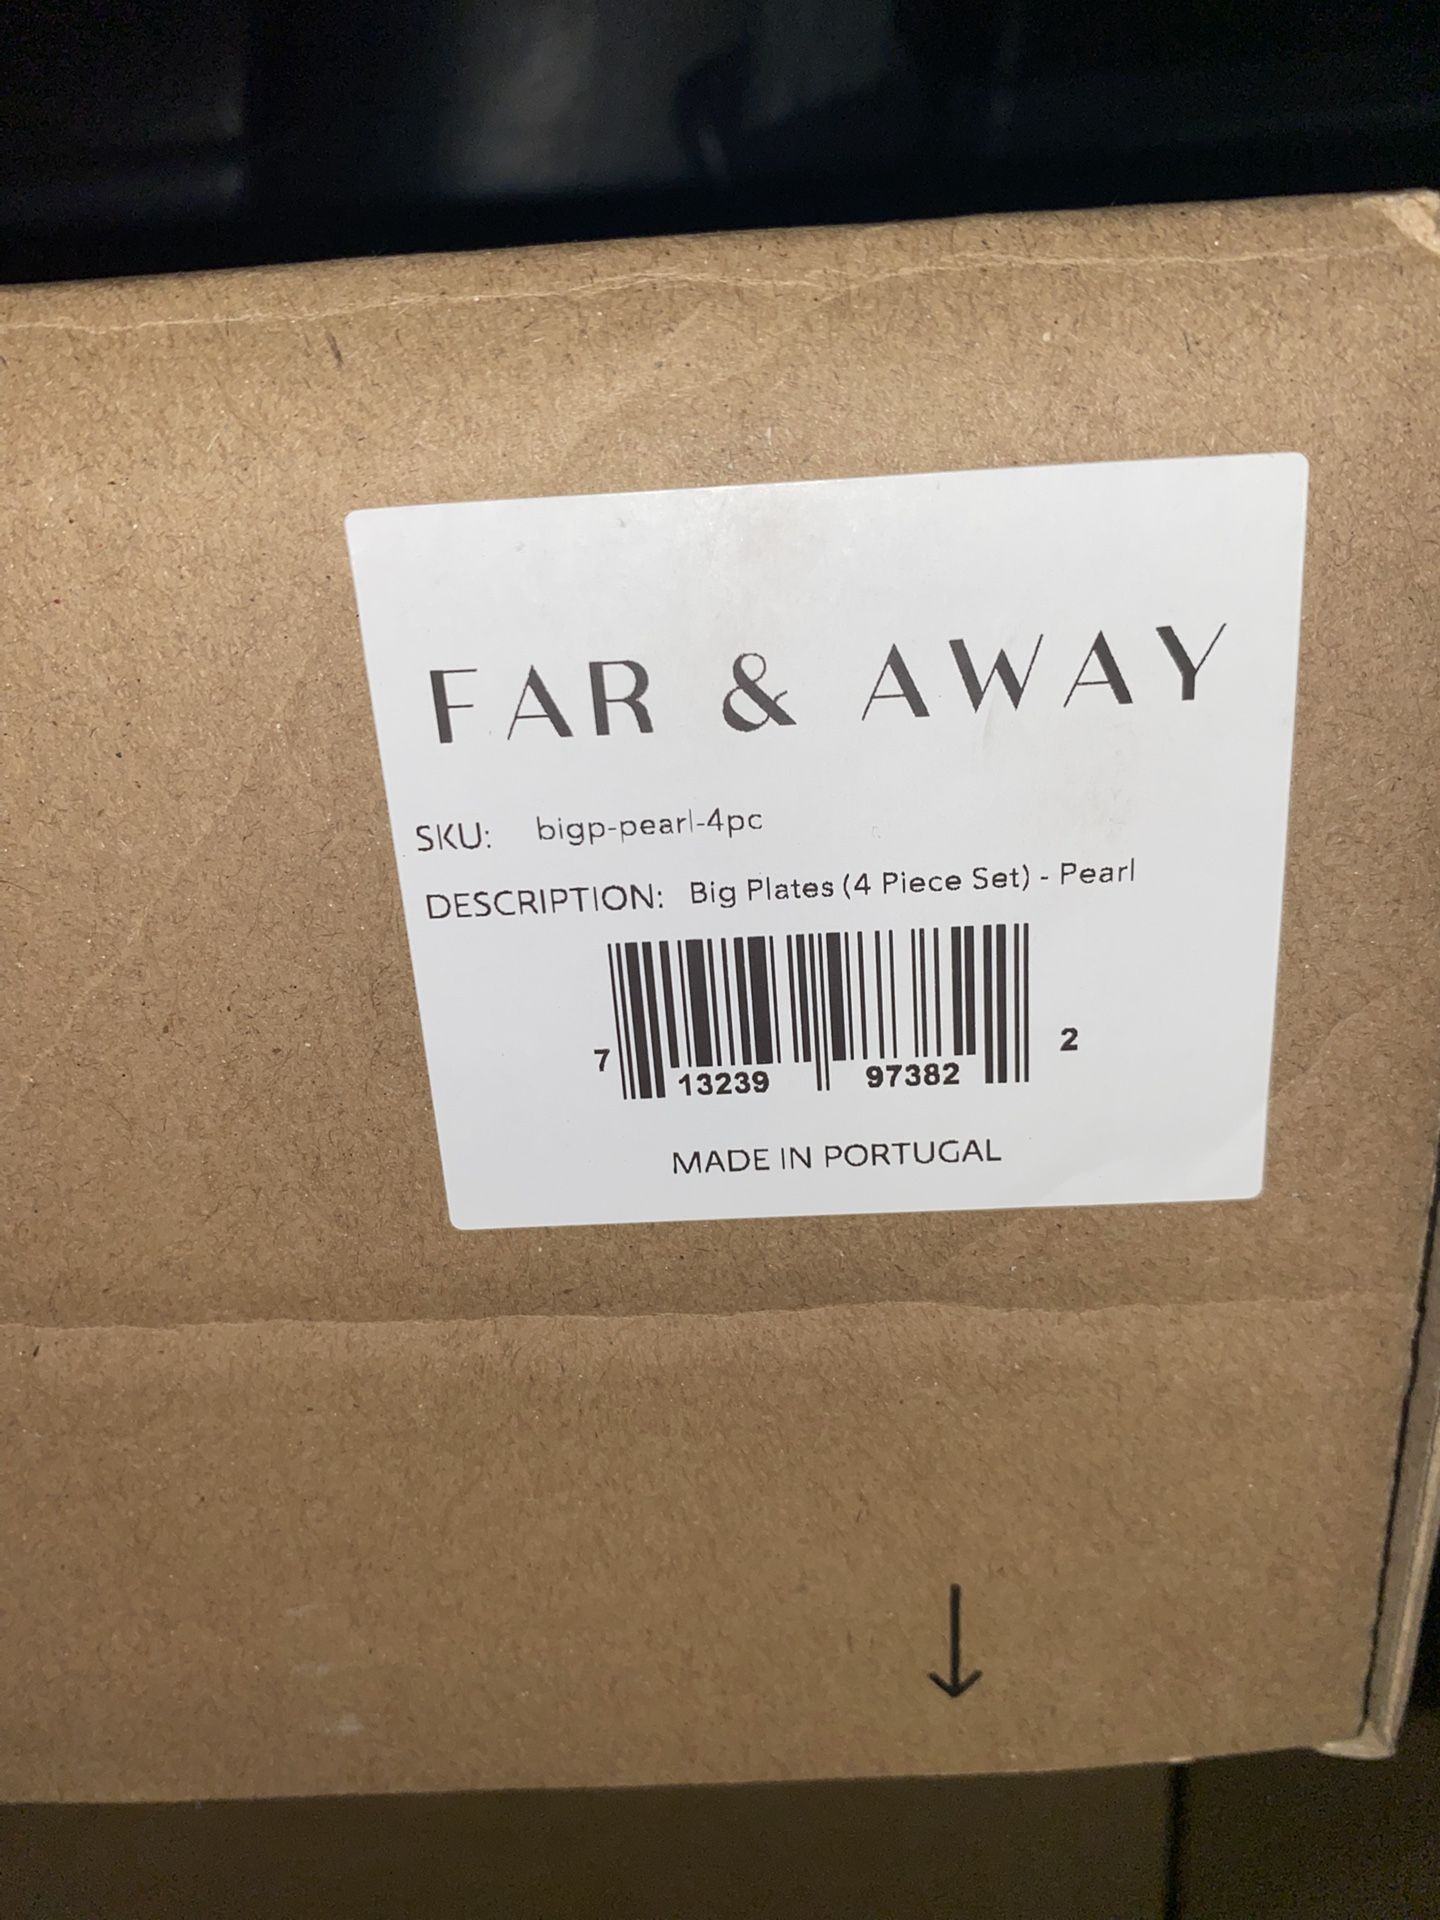 FAR & AWAY
SKU: bigp-pearl-4pc
DESCRIPTION: Big Plates (4 Piece Set) - Pearl
7 13239 97382 2
MADE IN PORTUGAL